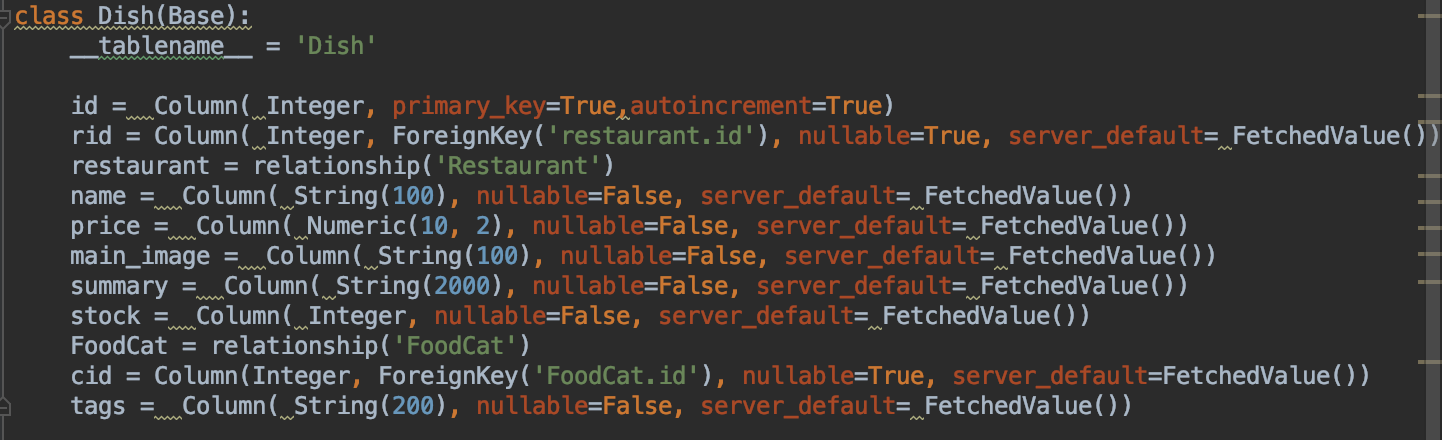 class Dish(Base):
    __tablename__ = 'Dish'

    id =  Column( Integer, primary_key=True,autoincrement=True)
    rid = Column( Integer, ForeignKey('restaurant.id'), nullable=True, server_default= FetchedValue())
    restaurant = relationship('Restaurant')
    name =  Column( String(100), nullable=False, server_default= FetchedValue())
    price =  Column( Numeric(10, 2), nullable=False, server_default= FetchedValue())
    main_image =  Column( String(100), nullable=False, server_default= FetchedValue())
    summary =  Column( String(2000), nullable=False, server_default= FetchedValue())
    stock =  Column( Integer, nullable=False, server_default= FetchedValue())
    FoodCat = relationship('FoodCat')
    cid = Column(Integer, ForeignKey('FoodCat.id'), nullable=True, server_default=FetchedValue())
    tags =  Column( String(200), nullable=False, server_default= FetchedValue())